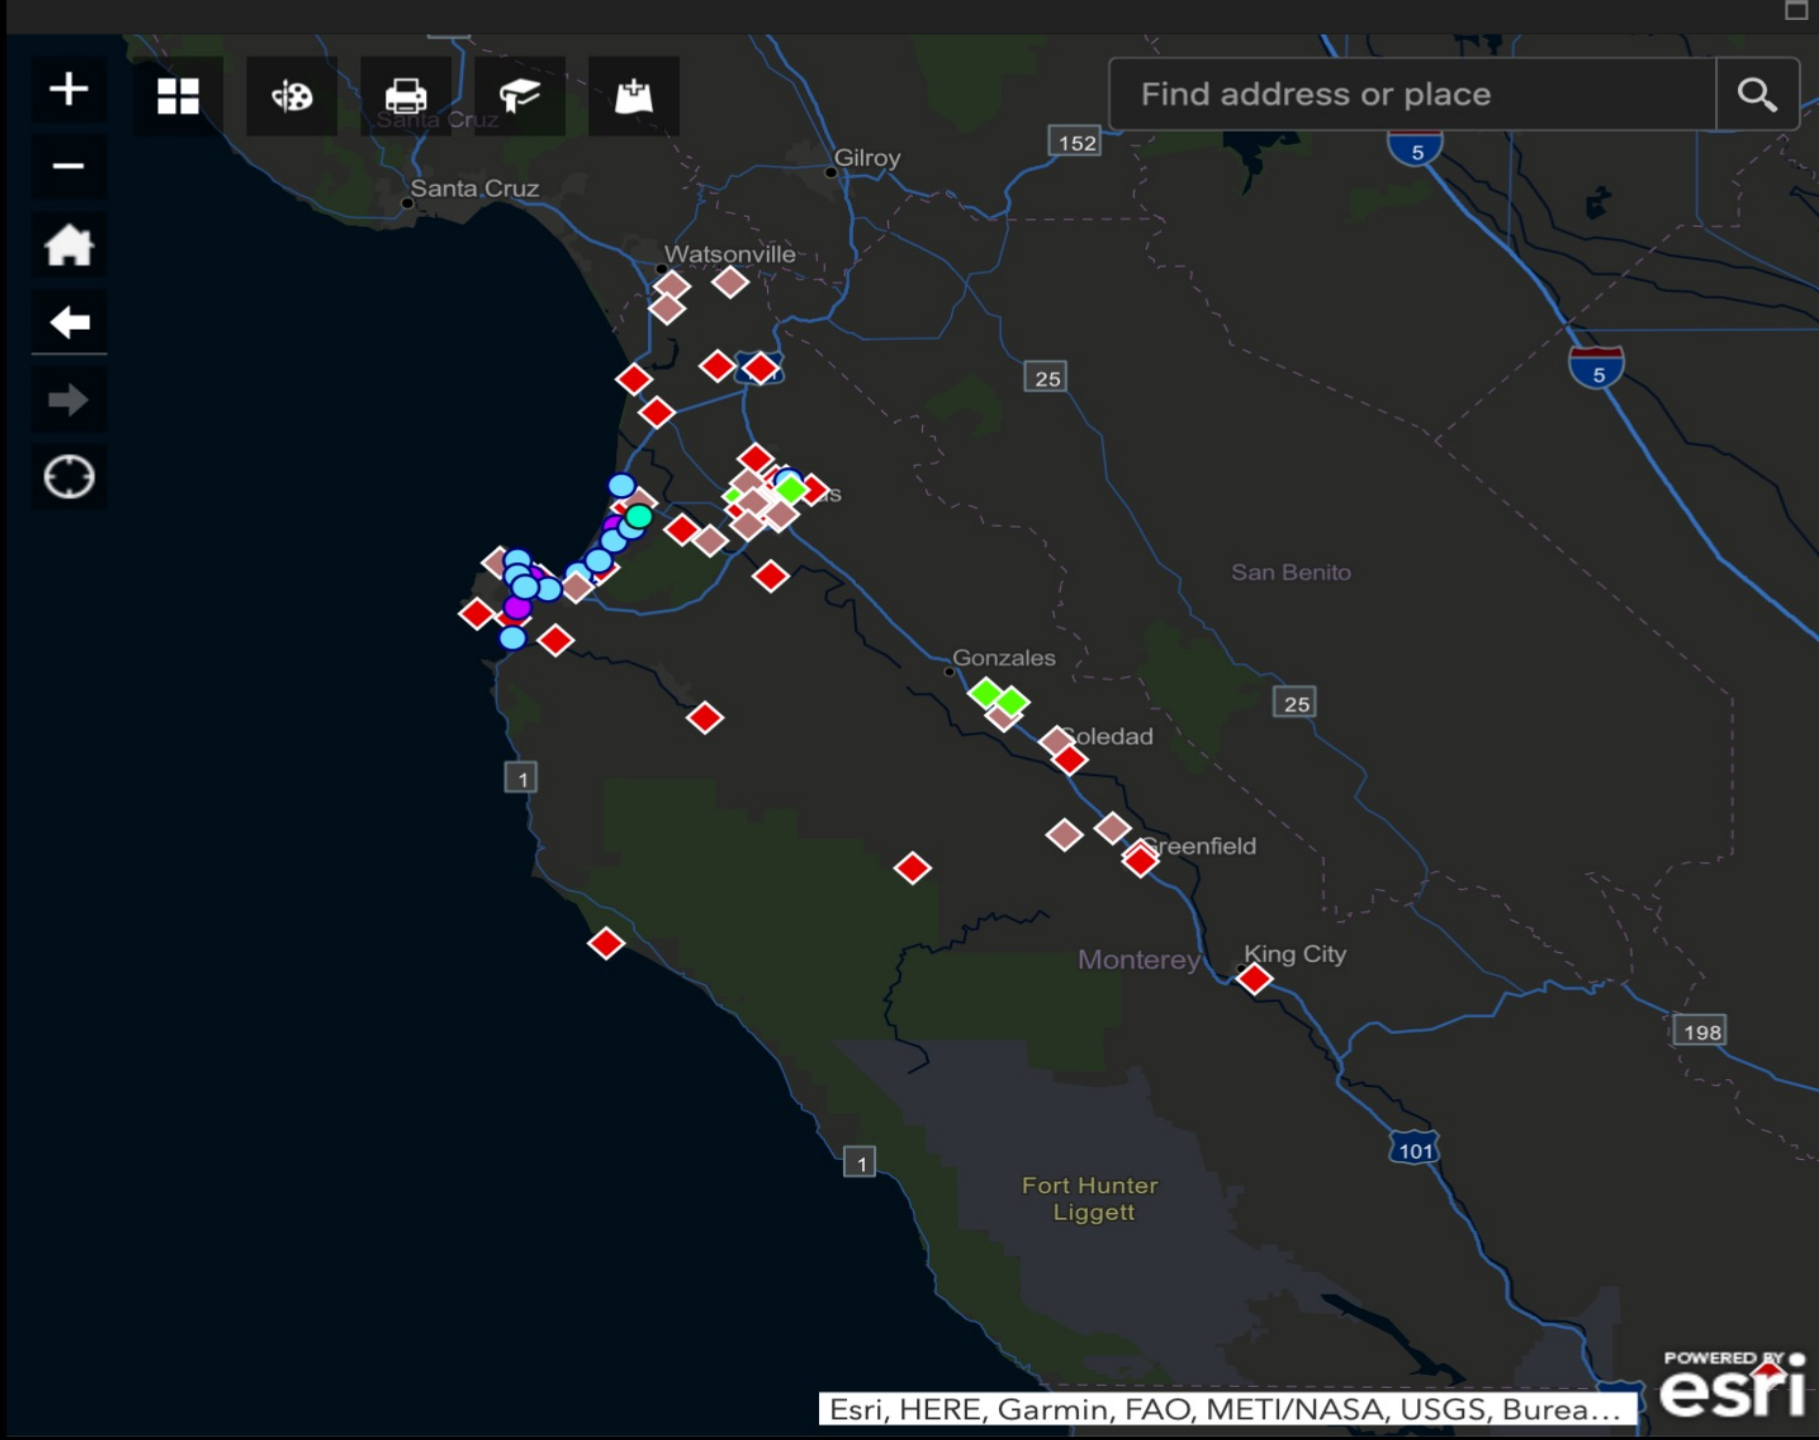 Find address or place
Santa Cruz
152
5
Gilroy
Santa Cruz
Watsonville
5
25
San Benito
Gonzales
25
Soledad
1
Greenfield
King City
Monterey
198
101
1
Fort Hunter
Liggett
POWERED BY
esri
Esri, HERE, Garmin, FAO, METI/NASA, USGS, Burea...